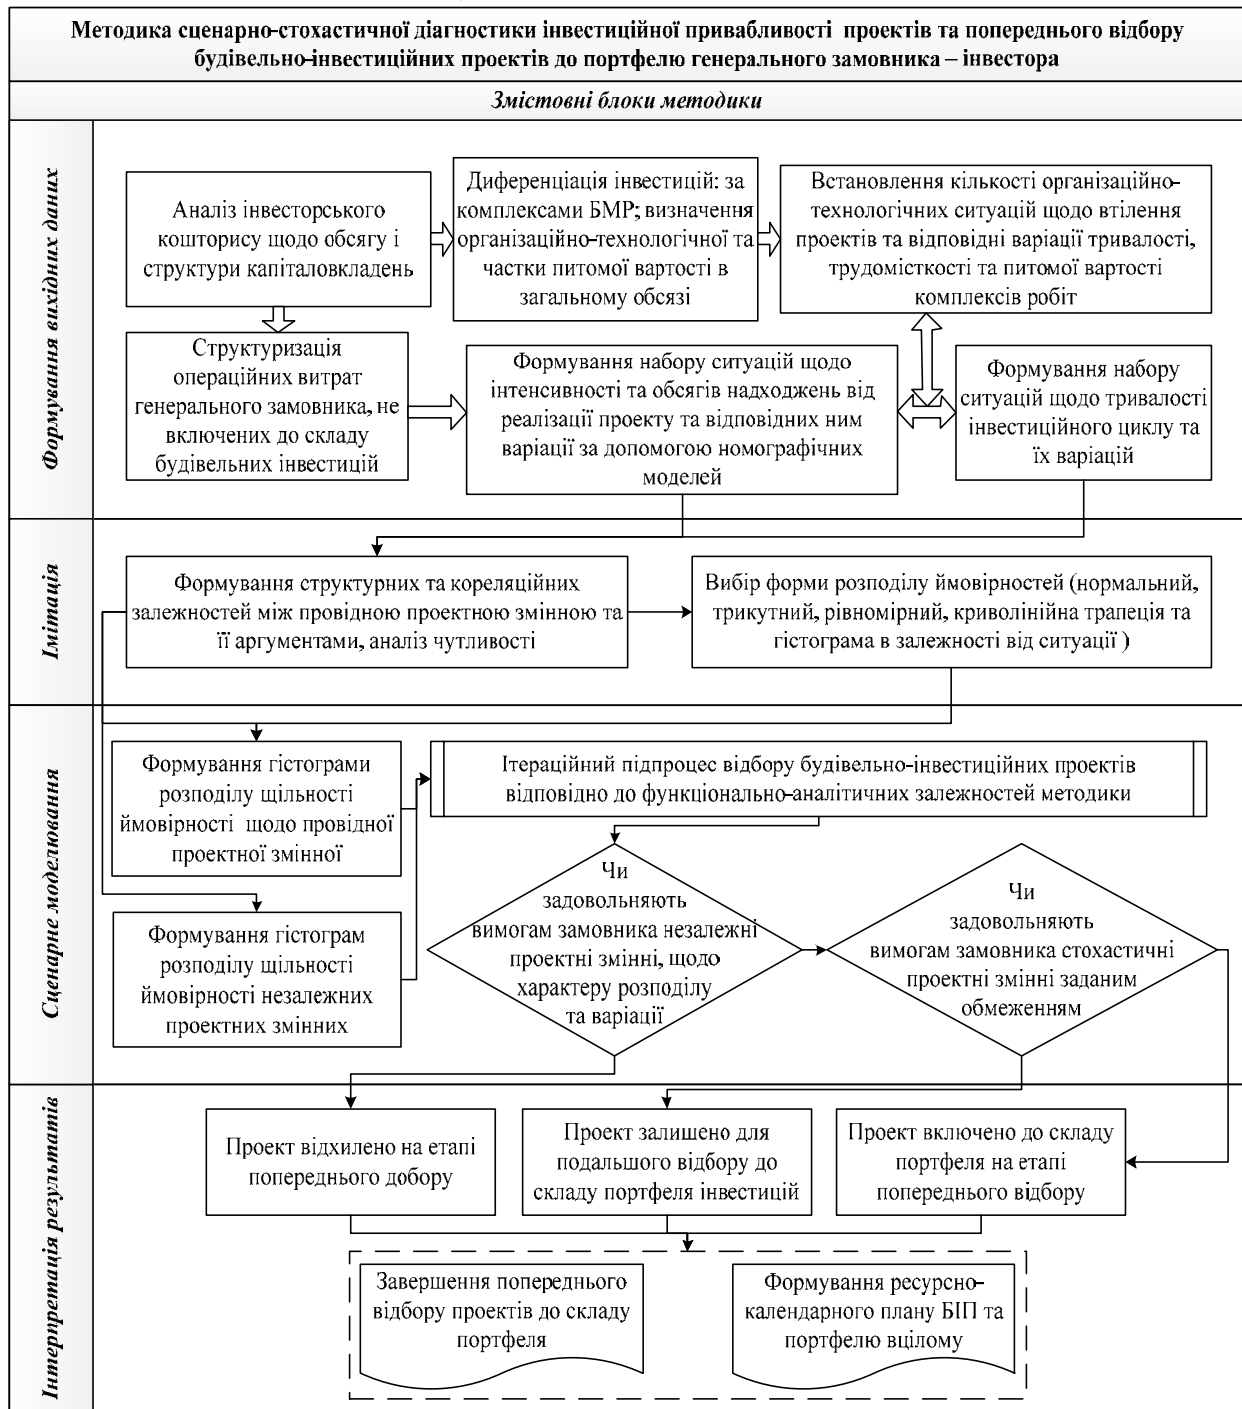 Методика сценарно-стохастичної діагностики інвестиційної привабливості проектів та попереднього відбору
будівельно-інвестиційних проектів до портфелю генерального замовника – інвестора
Змістовні блоки методики
Формування вихідних даних
Аналіз інвесторського
кошторису щодо обсягу і
структури капіталовкладень
Диференціація інвестицій: за
комплексами БМР; визначення
організаційно-технологічної та
частки питомої вартості в
загальному обсязі
Встановлення кількості організаційно-
технологічних ситуацій щодо втілення
проектів та відповідні варіації тривалості,
трудомісткості та питомої вартості
комплексів робіт
Структуризація
операційних витрат
генерального замовника, не
включених до складу
будівельних інвестицій
Формування набору ситуацій щодо
інтенсивності та обсягів надходжень від
реалізації проекту та відповідних ним
варіації за допомогою номографічних
моделей
Формування набору
ситуацій щодо тривалості
інвестиційного циклу та
їх варіацій
Імітація
Формування структурних та кореляційних
залежностей між провідною проектною змінною та
її аргументами, аналіз чутливості
Вибір форми розподілу ймовірностей (нормальний,
трикутний, рівномірний, криволінійна трапеція та
гістограма в залежності від ситуації )
Сценарне моделювання
Формування гістограми
розподілу щільності
ймовірності щодо провідної
проектної змінної
Ітераційний підпроцес відбору будівельно-інвестиційних проектів
відповідно до функціонально-аналітичних залежностей методики
Формування гістограм
розподілу щільності
ймовірності незалежних
проектних змінних
Чи
задовольняють
вимогам замовника незалежні
проектні змінні, щодо
характеру розподілу
та варіації
Чи
задовольняють
вимогам замовника стохастичні
проектні змінні заданим
обмеженням
Інтерпретація результатів
Проект відхилено на етапі
попереднього добору
Проект залишено для
подальшого відбору до
складу портфеля інвестицій
Проект включено до складу
портфеля на етапі
попереднього відбору
Завершення попереднього
відбору проектів до складу
портфеля
Формування ресурсно-
календарного плану БІП та
портфелю вцілому